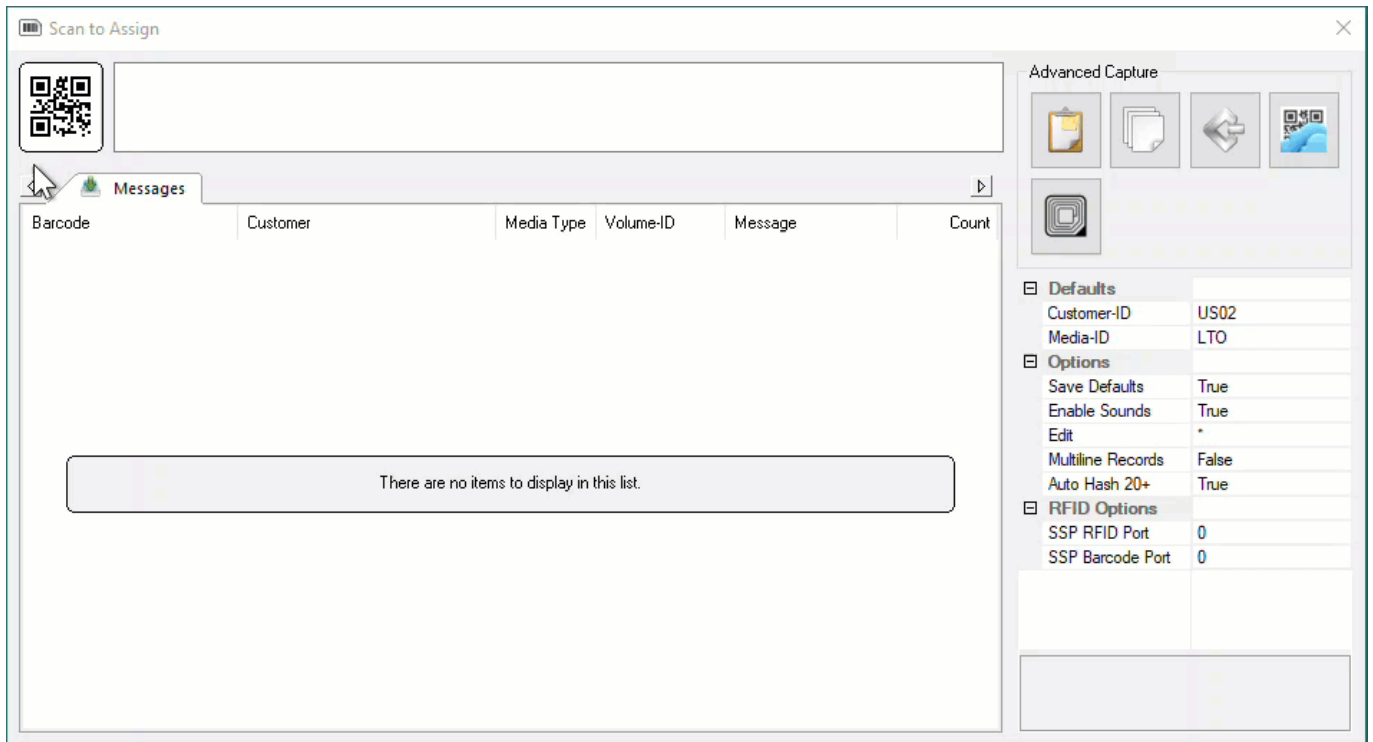 Scan to Assign
Advanced Capture
Messages
Barcode Customer Media Type Volume-ID Message Count
There are no items to display in this list.
Defaults
Customer-ID US02
Media-ID LTO
Options
Save Defaults True
Enable Sounds True
Edit *
Multiline Records False
Auto Hash 20+ True
RFID Options
SSP RFID Port 0
SSP Barcode Port 0